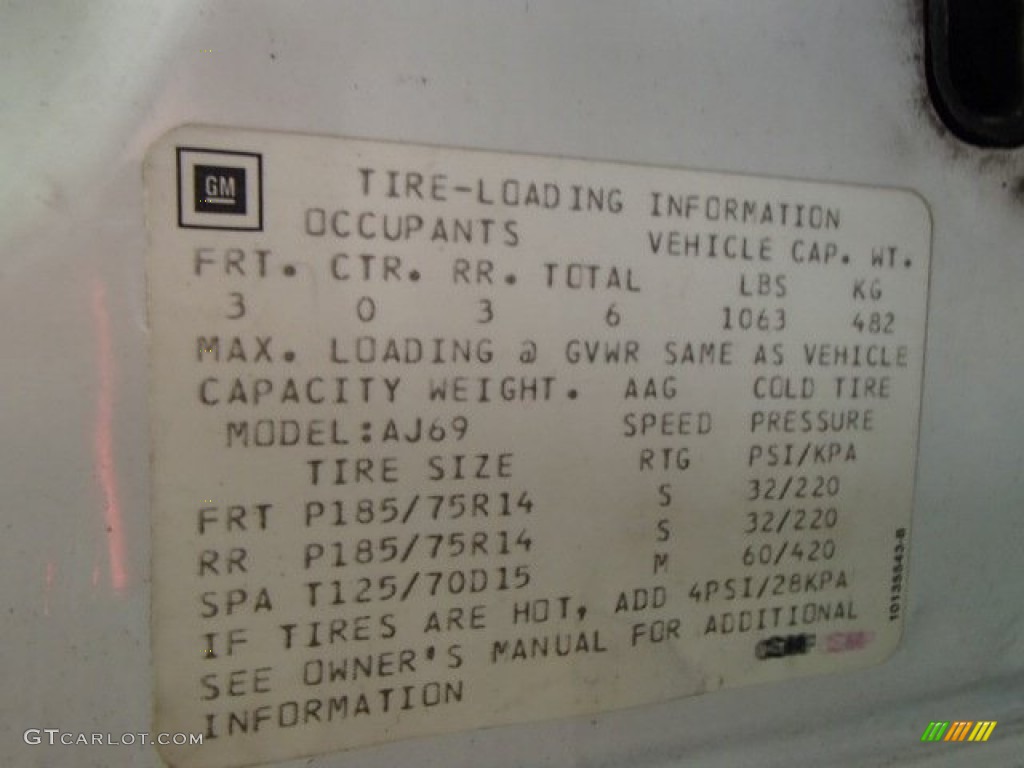 GM
TIRE-LOADING INFORMATION
OCCUPANTS VEHICLE CAP. WT.
FRT. CTR. RR. TOTAL LBS KG
3 0 3 6 1063 482
MAX. LOADING @ GVWR SAME AS VEHICLE
CAPACITY WEIGHT. AAG COLD TIRE
MODEL:AJ69 SPEED PRESSURE
TIRE SIZE RTG PSI/KPA
FRT P185/75R14 S 32/220
RR P185/75R14 S 32/220
SPA T125/70D15 M 60/420
IF TIRES ARE HOT, ADD 4PSI/28KPA
SEE OWNER'S MANUAL FOR ADDITIONAL
INFORMATION
GTCARLOT.COM